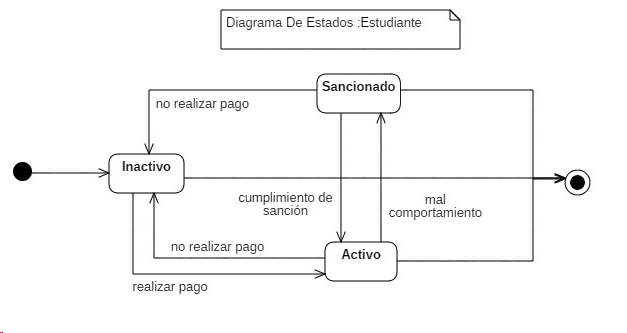 Diagrama De Estados :Estudiante
Sancionado
no realizar pago
Inactivo
cumplimiento de
sanción
mal
comportamiento
no realizar pago
Activo
realizar pago